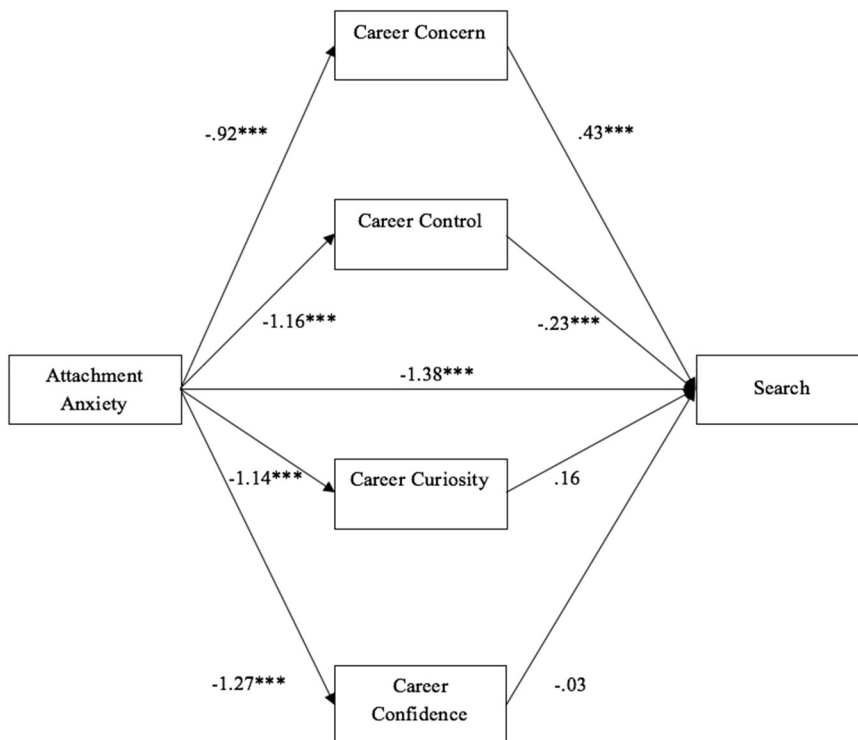 Career Concern
-.92***
.43***
Career Control
-1.16***
-.23***
Attachment
Anxiety
-1.38***
Search
-1.14***
Career Curiosity
.16
-1.27***
Career
Confidence
-.03